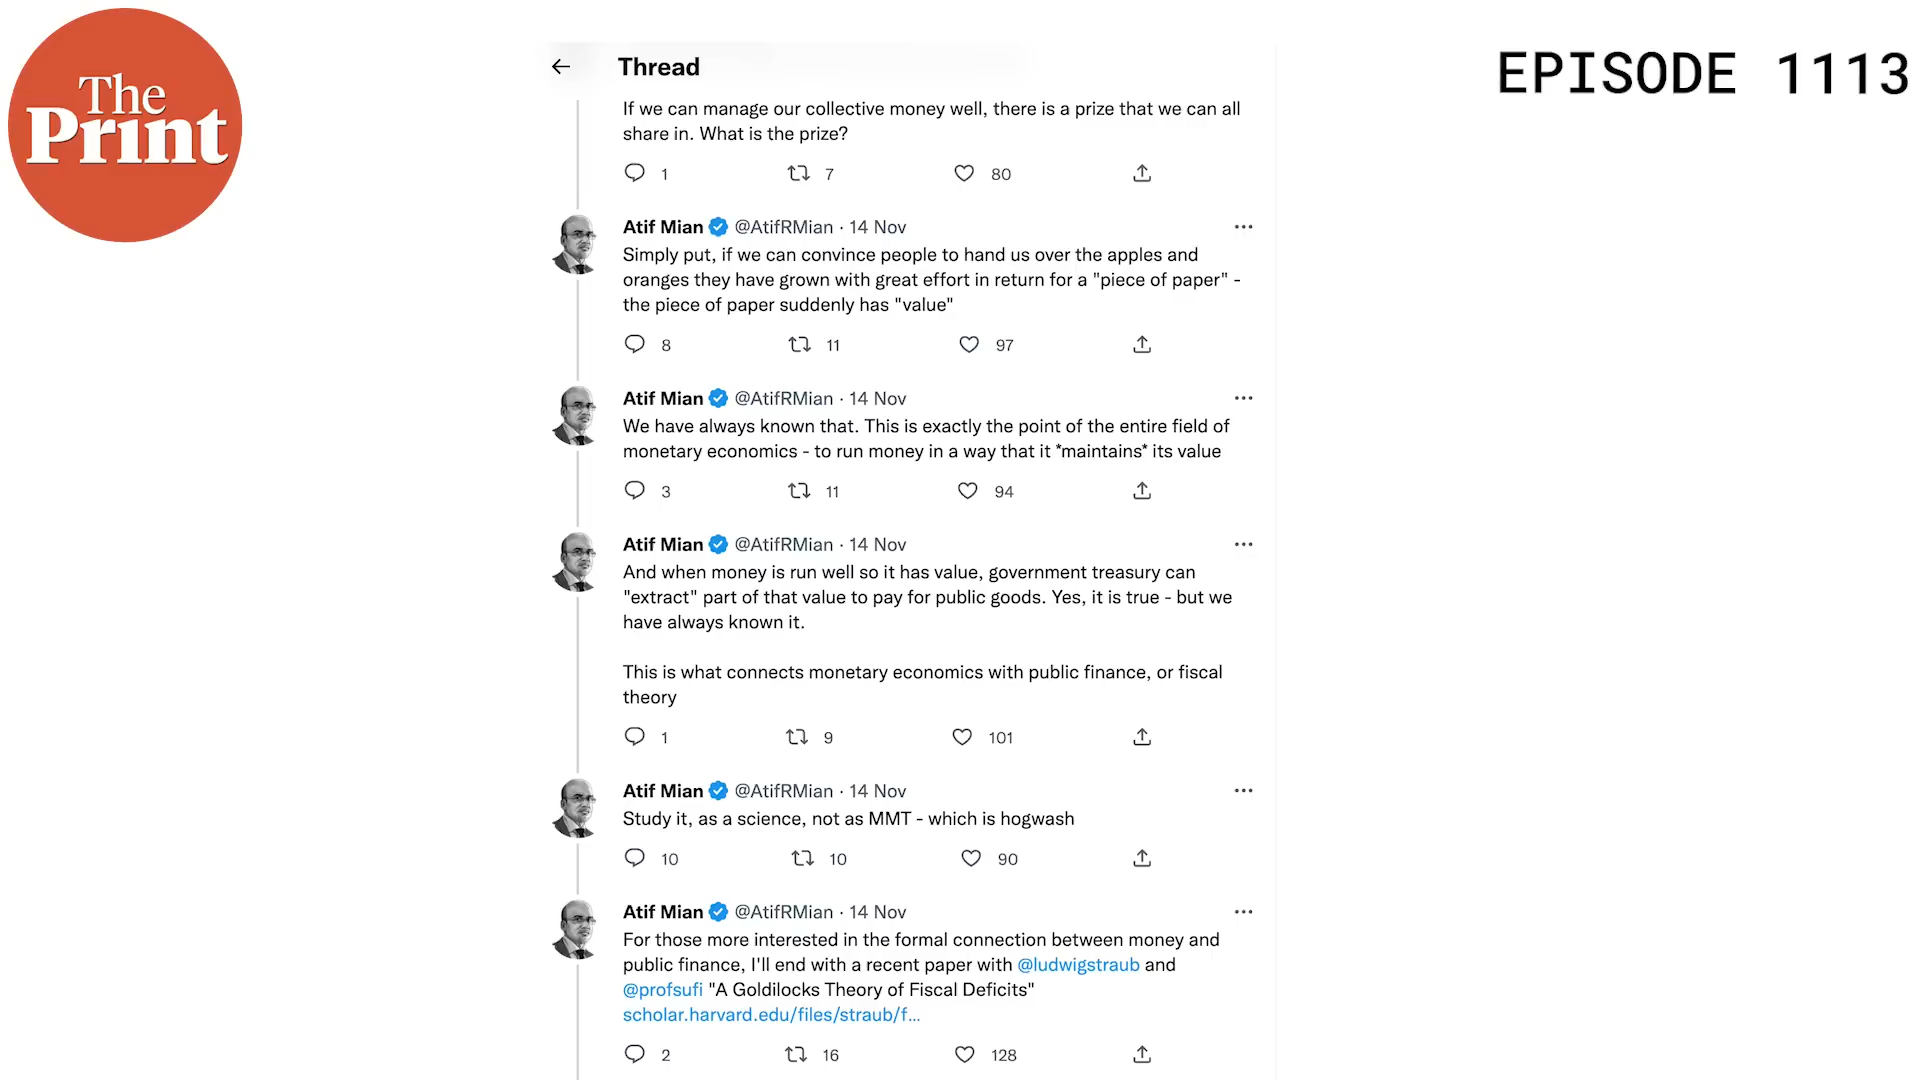 The
Print
EPISODE 1113
Thread
If we can manage our collective money well, there is a prize that we can all
share in. What is the prize?
1 7 80
Atif Mian @AtifRMian · 14 Nov
Simply put, if we can convince people to hand us over the apples and
oranges they have grown with great effort in return for a "piece of paper" -
the piece of paper suddenly has "value"
8 11 97
Atif Mian @AtifRMian · 14 Nov
We have always known that. This is exactly the point of the entire field of
monetary economics - to run money in a way that it *maintains* its value
3 11 94
Atif Mian @AtifRMian · 14 Nov
And when money is run well so it has value, government treasury can
"extract" part of that value to pay for public goods. Yes, it is true - but we
have always known it.
This is what connects monetary economics with public finance, or fiscal
theory
1 9 101
Atif Mian @AtifRMian · 14 Nov
Study it, as a science, not as MMT - which is hogwash
10 10 90
Atif Mian @AtifRMian · 14 Nov
For those more interested in the formal connection between money and
public finance, I'll end with a recent paper with @ludwigstraub and
@profsufi "A Goldilocks Theory of Fiscal Deficits"
scholar.harvard.edu/files/straub/f...
2 16 128